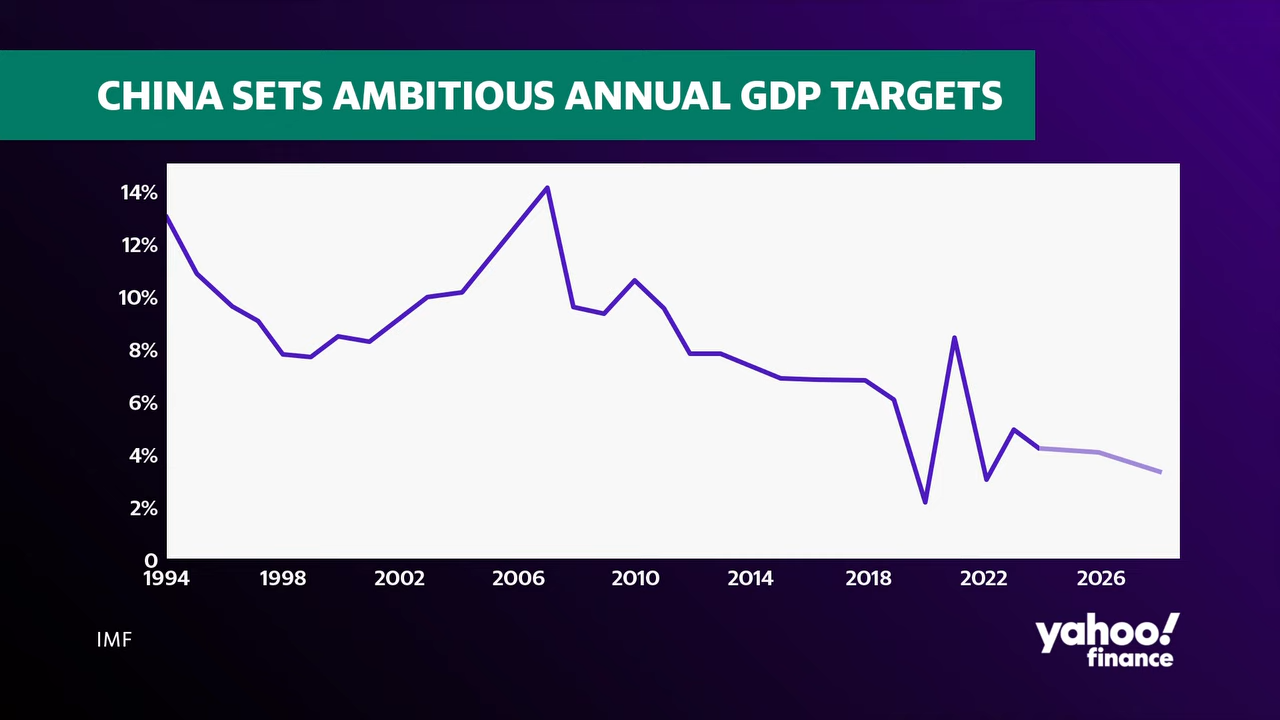 CHINA SETS AMBITIOUS ANNUAL GDP TARGETS
14%
12%
10%
8%
6%
4%
2%
0
1994 1998 2002 2006 2010 2014 2018 2022 2026
IMF
yahoo!
finance